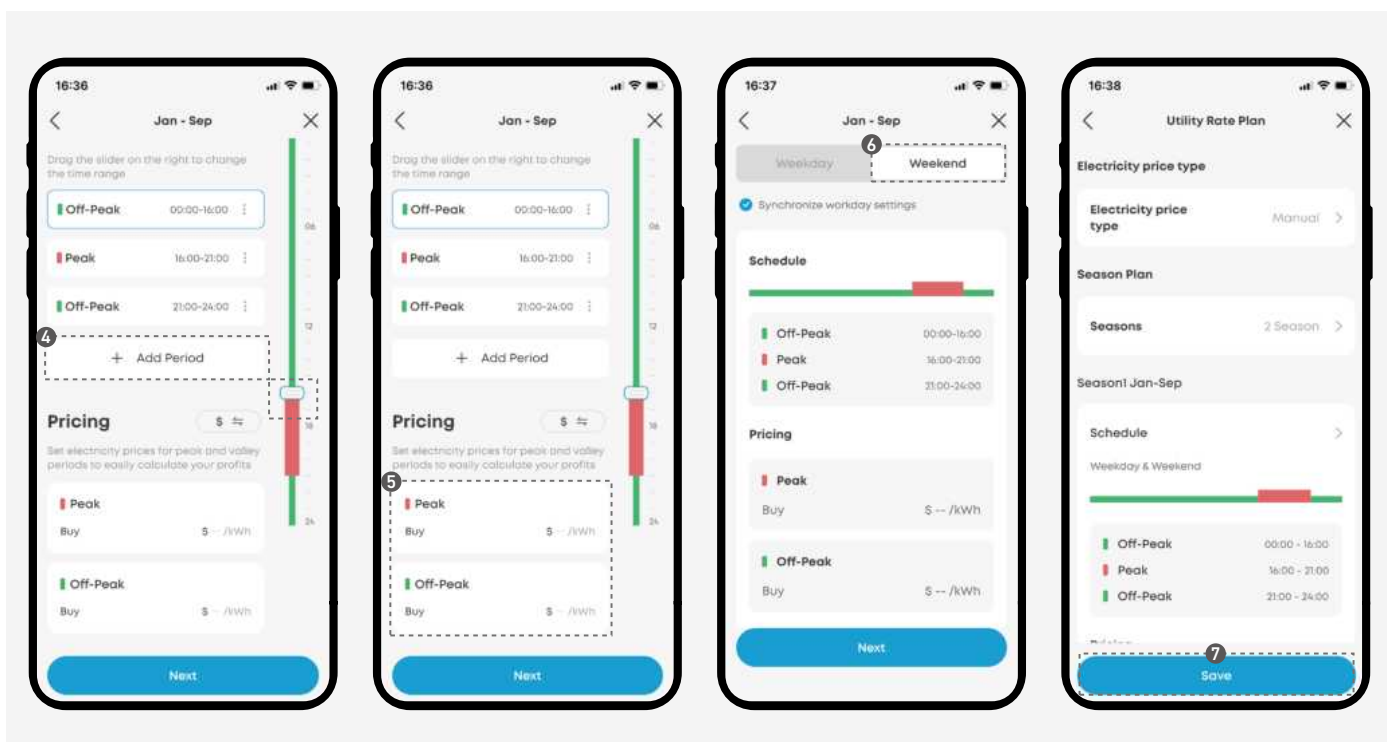 16:36
Jan - Sep
Drag the slider on the right to change
the time range
Off-Peak 00:00-16:00
06
Peak 16:00-21:00
Off-Peak 21:00-24:00
12
4
+ Add Period
Pricing $
18
Set electricity prices for peak and valley
periods to easily calculate your profits
Peak
Buy $ -- /kWh
24
Off-Peak
Buy $ -- /kWh
Next
16:36
Jan - Sep
Drag the slider on the right to change
the time range
Off-Peak 00:00-16:00
06
Peak 16:00-21:00
Off-Peak 21:00-24:00
12
+ Add Period
Pricing $
18
Set electricity prices for peak and valley
periods to easily calculate your profits
5
Peak
Buy $ -- /kWh
24
Off-Peak
Buy $ -- /kWh
Next
16:37
Jan - Sep
6
Weekday Weekend
Synchronize workday settings
Schedule
Off-Peak 00:00-16:00
Peak 16:00-21:00
Off-Peak 21:00-24:00
Pricing
Peak
Buy $ -- /kWh
Off-Peak
Buy $ -- /kWh
Next
16:38
Utility Rate Plan
Electricity price type
Electricity price
type
Manual
Season Plan
Seasons 2 Season
Season1 Jan-Sep
Schedule
Weekday & Weekend
Off-Peak 00:00 - 16:00
Peak 16:00 - 21:00
Off-Peak 21:00 - 24:00
Pricing
7
Save